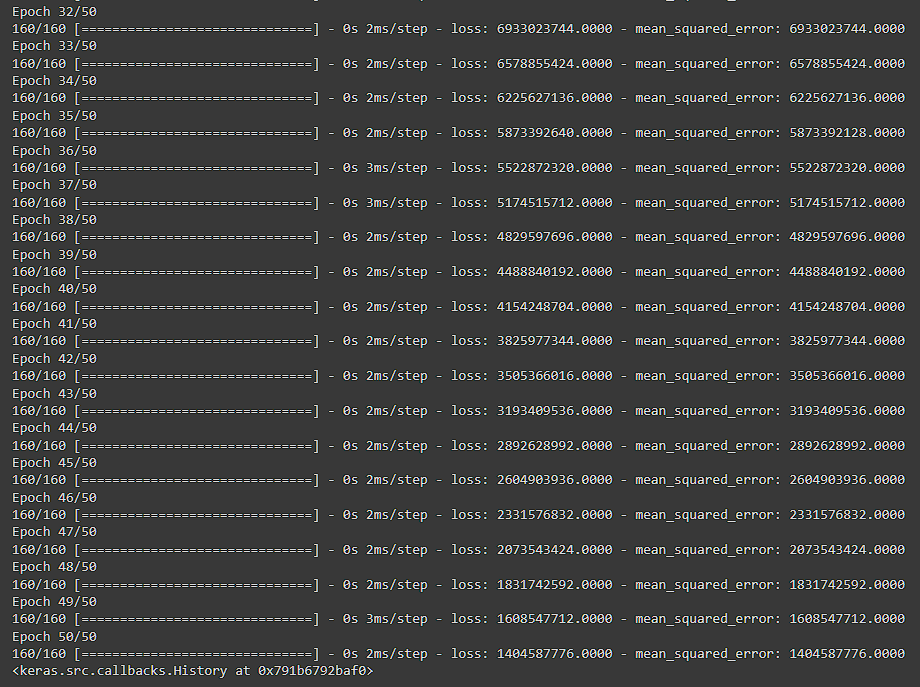 Epoch 32/50
160/160 [==============================] - 0s 2ms/step - loss: 6933023744.0000 - mean_squared_error: 6933023744.0000
Epoch 33/50
160/160 [==============================] - 0s 2ms/step - loss: 6578855424.0000 - mean_squared_error: 6578855424.0000
Epoch 34/50
160/160 [==============================] - 0s 2ms/step - loss: 6225627136.0000 - mean_squared_error: 6225627136.0000
Epoch 35/50
160/160 [==============================] - 0s 2ms/step - loss: 5873392640.0000 - mean_squared_error: 5873392128.0000
Epoch 36/50
160/160 [==============================] - 0s 3ms/step - loss: 5522872320.0000 - mean_squared_error: 5522872320.0000
Epoch 37/50
160/160 [==============================] - 0s 3ms/step - loss: 5174515712.0000 - mean_squared_error: 5174515712.0000
Epoch 38/50
160/160 [==============================] - 0s 2ms/step - loss: 4829597696.0000 - mean_squared_error: 4829597696.0000
Epoch 39/50
160/160 [==============================] - 0s 2ms/step - loss: 4488840192.0000 - mean_squared_error: 4488840192.0000
Epoch 40/50
160/160 [==============================] - 0s 2ms/step - loss: 4154248704.0000 - mean_squared_error: 4154248704.0000
Epoch 41/50
160/160 [==============================] - 0s 2ms/step - loss: 3825977344.0000 - mean_squared_error: 3825977344.0000
Epoch 42/50
160/160 [==============================] - 0s 2ms/step - loss: 3505366016.0000 - mean_squared_error: 3505366016.0000
Epoch 43/50
160/160 [==============================] - 0s 2ms/step - loss: 3193409536.0000 - mean_squared_error: 3193409536.0000
Epoch 44/50
160/160 [==============================] - 0s 2ms/step - loss: 2892628992.0000 - mean_squared_error: 2892628992.0000
Epoch 45/50
160/160 [==============================] - 0s 2ms/step - loss: 2604903936.0000 - mean_squared_error: 2604903936.0000
Epoch 46/50
160/160 [==============================] - 0s 2ms/step - loss: 2331576832.0000 - mean_squared_error: 2331576832.0000
Epoch 47/50
160/160 [==============================] - 0s 2ms/step - loss: 2073543424.0000 - mean_squared_error: 2073543424.0000
Epoch 48/50
160/160 [==============================] - 0s 2ms/step - loss: 1831742592.0000 - mean_squared_error: 1831742592.0000
Epoch 49/50
160/160 [==============================] - 0s 3ms/step - loss: 1608547712.0000 - mean_squared_error: 1608547712.0000
Epoch 50/50
160/160 [==============================] - 0s 2ms/step - loss: 1404587776.0000 - mean_squared_error: 1404587776.0000
<keras.src.callbacks.History at 0x791b6792baf0>